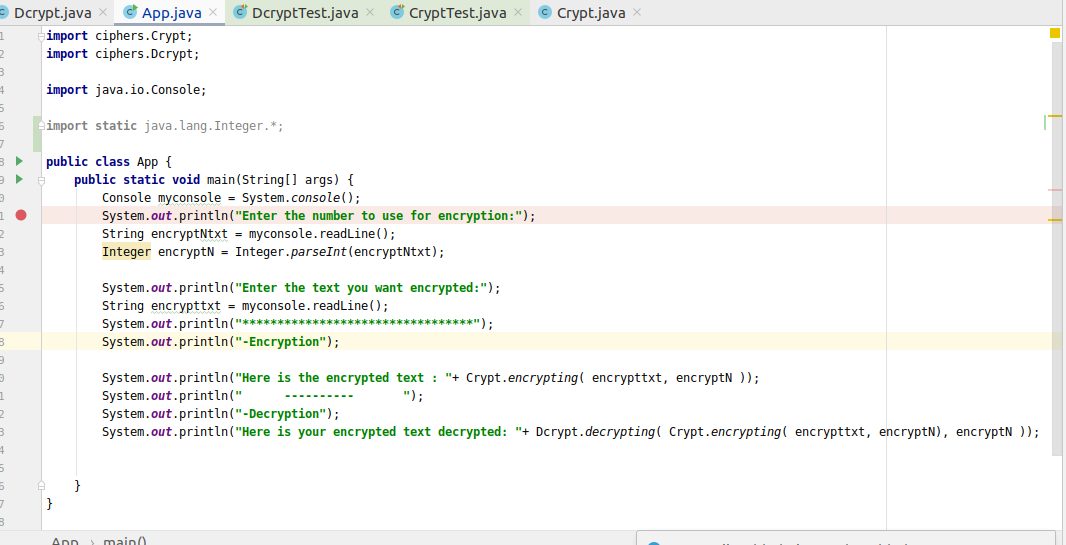 Dcrypt.java App.java DcryptTest.java CryptTest.java Crypt.java
1 import ciphers.Crypt;
2 import ciphers.Dcrypt;
3
4 import java.io.Console;
5
6 import static java.lang.Integer.*;
7
8 public class App {
9 public static void main(String[] args) {
0 Console myconsole = System.console();
1 System.out.println("Enter the number to use for encryption:");
2 String encryptNtxt = myconsole.readLine();
3 Integer encryptN = Integer.parseInt(encryptNtxt);
4
5 System.out.println("Enter the text you want encrypted:");
6 String encrypttxt = myconsole.readLine();
7 System.out.println("*********************************");
8 System.out.println("-Encryption");
9
0 System.out.println("Here is the encrypted text : "+ Crypt.encrypting( encrypttxt, encryptN ));
1 System.out.println("      ----------       ");
2 System.out.println("-Decryption");
3 System.out.println("Here is your encrypted text decrypted: "+ Dcrypt.decrypting( Crypt.encrypting( encrypttxt, encryptN), encryptN ));
4
5
6 }
7 }
8
App › main()